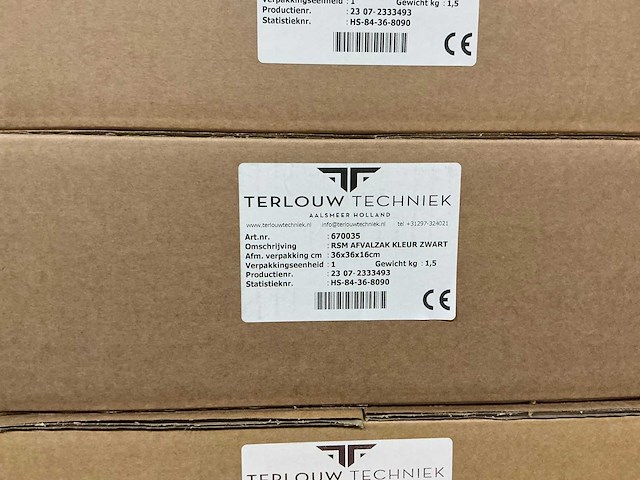 Verpakkingseenheid : 1 Gewicht kg : 1,5
Productienr. : 23 07-2333493
Statistieknr. : HS-84-36-8090
CE
TERLOUW TECHNIEK
AALSMEER HOLLAND
www.terlouwtechniek.nl info@terlouwtechniek.nl tel +31297-324021
Art.nr. : 670035
Omschrijving : RSM AFVALZAK KLEUR ZWART
Afm. verpakking cm : 36x36x16cm
Verpakkingseenheid : 1 Gewicht kg : 1,5
Productienr. : 23 07-2333493
Statistieknr. : HS-84-36-8090
CE
TERLOUW TECHNIEK